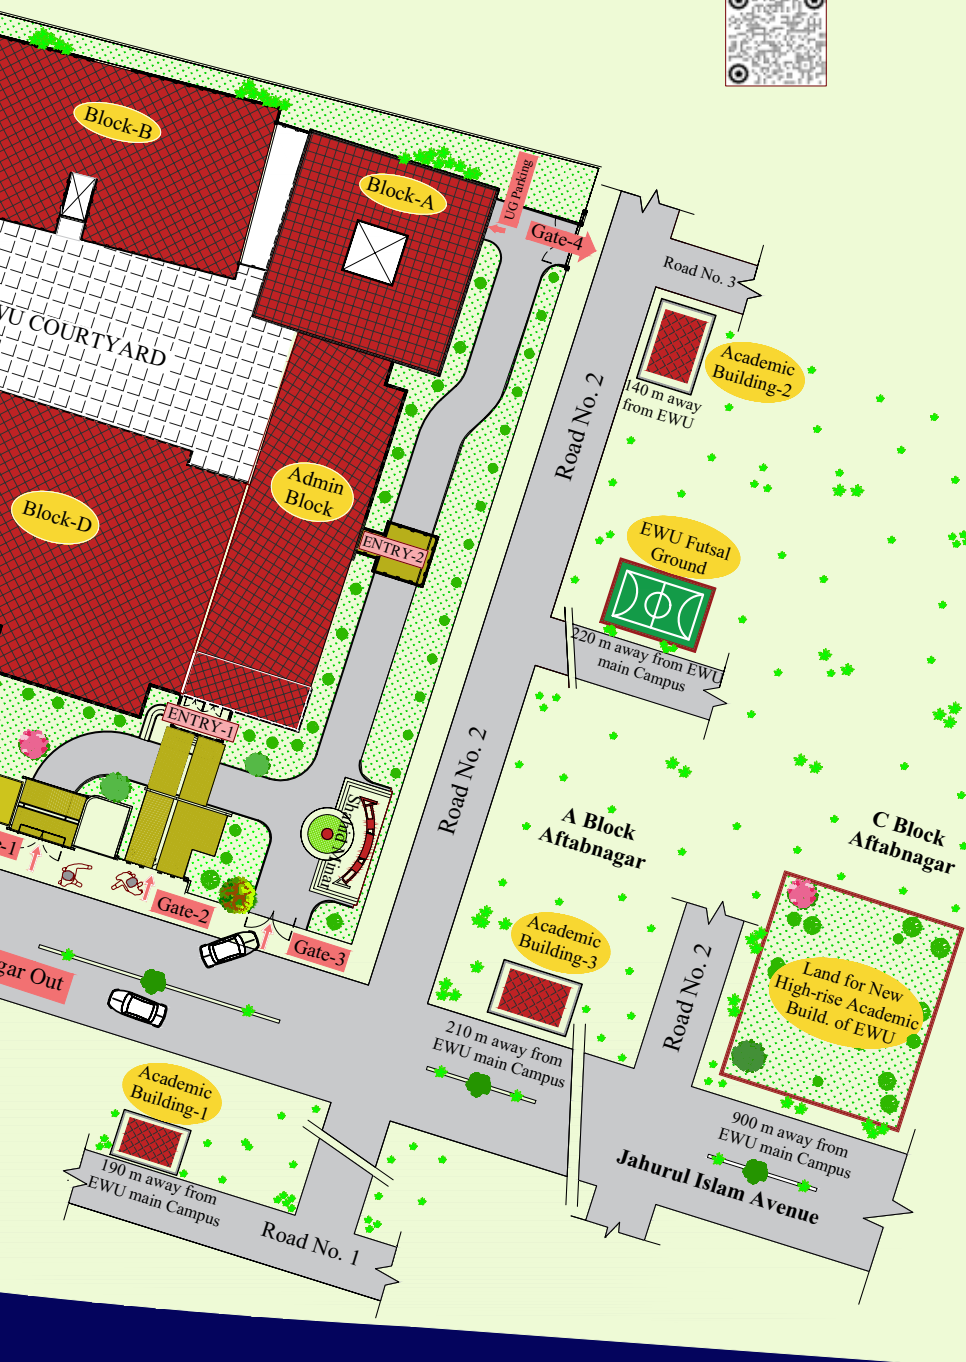 Block-B
UG Parking
Block-A
Gate-4
Road No. 3
EWU COURTYARD
Academic
Building-2
140 m away
from EWU
Road No. 2
Admin
Block
Block-D
ENTRY-2
EWU Futsal
Ground
220 m away from EWU
main Campus
ENTRY-1
Road No. 2
Shahid Minar
A Block
Aftabnagar
C Block
Aftabnagar
Gate-2
Gate-3
Academic
Building-3
Road No. 2
Land for New
High-rise Academic
Build. of EWU
gar Out
210 m away from
EWU main Campus
Academic
Building-1
900 m away from
EWU main Campus
Jahurul Islam Avenue
190 m away from
EWU main Campus
Road No. 1